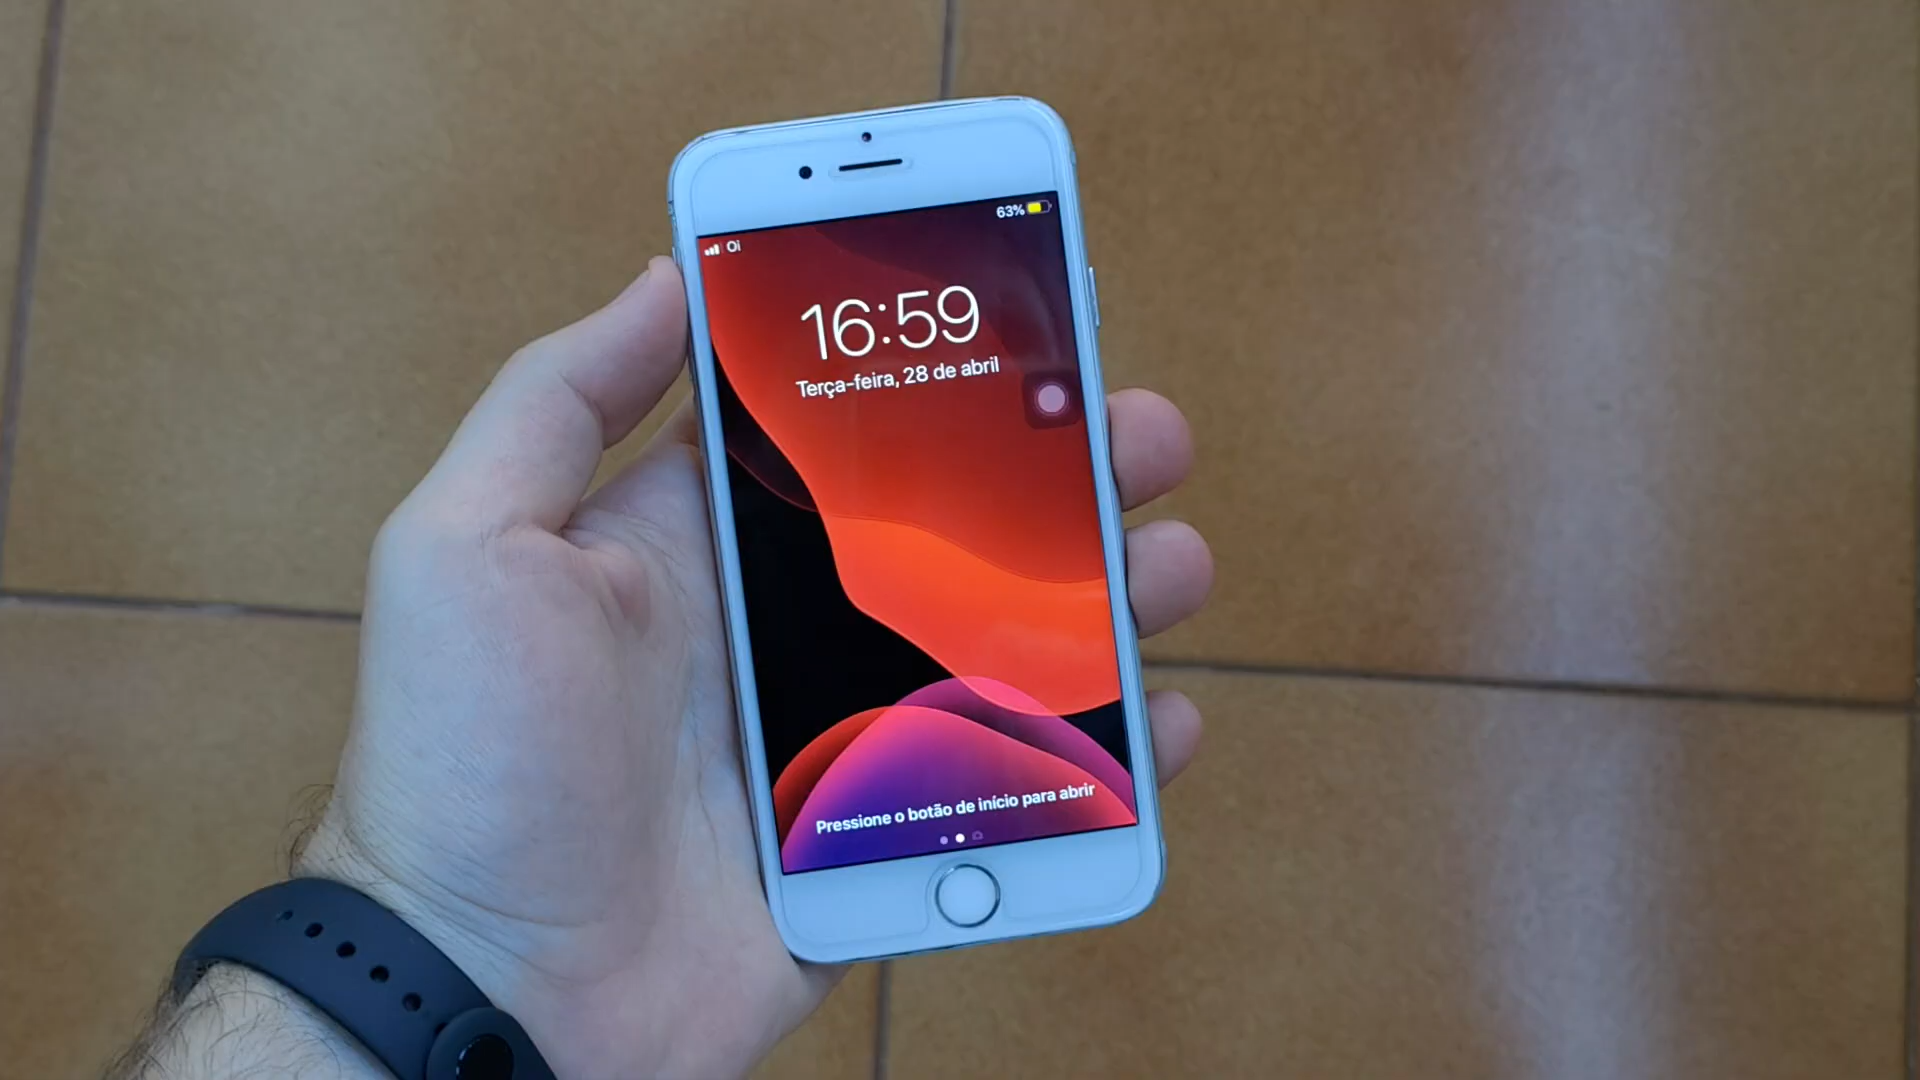 63%
Oi
16:59
Terça-feira, 28 de abril
Pressione o botão de início para abrir